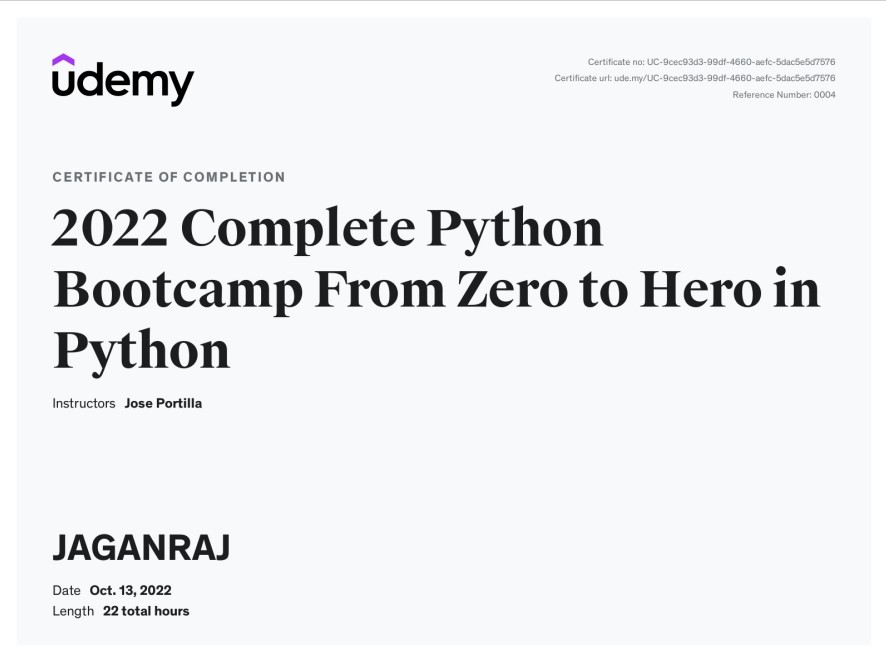 udemy
Certificate no: UC-9cec93d3-99df-4660-aefc-5dac5e5d7576
Certificate url: ude.my/UC-9cec93d3-99df-4660-aefc-5dac5e5d7576
Reference Number: 0004
CERTIFICATE OF COMPLETION
2022 Complete Python
Bootcamp From Zero to Hero in
Python
Instructors Jose Portilla
JAGANRAJ
Date Oct. 13, 2022
Length 22 total hours